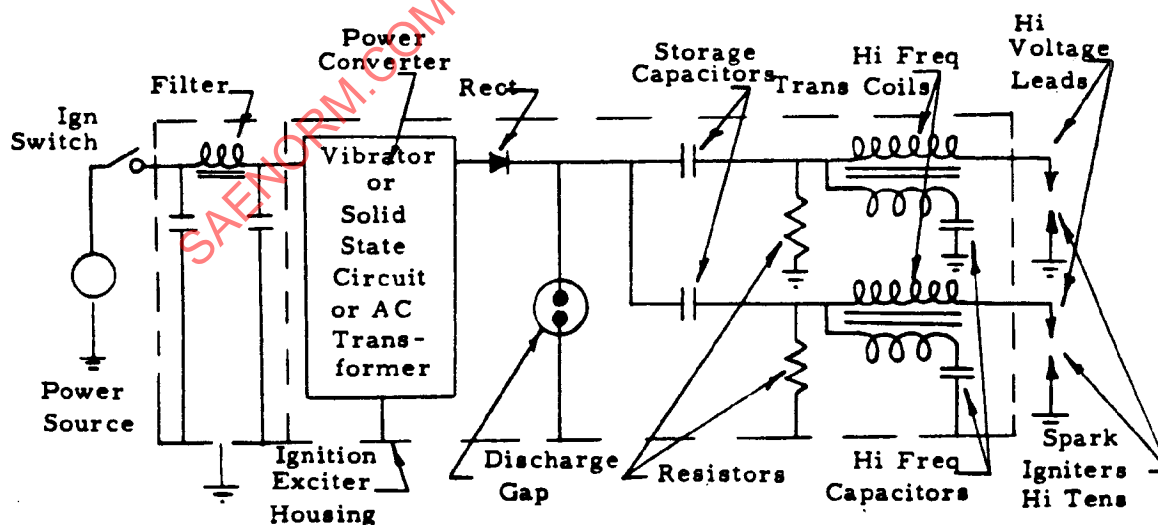 Ign
Switch
Filter
Power
Converter
Rect
Storage
Capacitors
Hi Freq
Trans Coils
Hi
Voltage
Leads
Vibrator
or
Solid
State
Circuit
or AC
Trans-
former
Power
Source
Ignition
Exciter
Housing
Discharge
Gap
Resistors
Hi Freq
Capacitors
Spark
Igniters
Hi Tens
SAENORM.COM